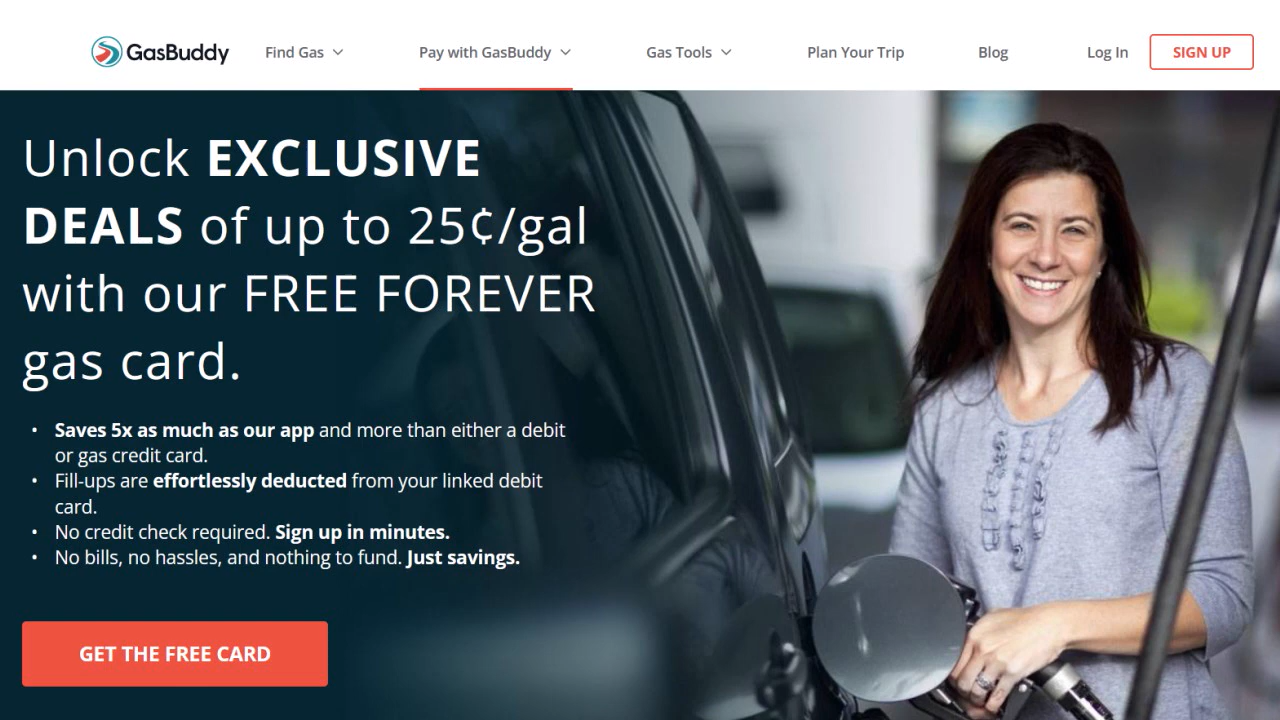 GasBuddy
Find Gas
Pay with GasBuddy
Gas Tools
Plan Your Trip
Blog
Log In
SIGN UP
Unlock EXCLUSIVE
DEALS of up to 25¢/gal
with our FREE FOREVER
gas card.
• Saves 5x as much as our app and more than either a debit
or gas credit card.
• Fill-ups are effortlessly deducted from your linked debit
card.
• No credit check required. Sign up in minutes.
• No bills, no hassles, and nothing to fund. Just savings.
GET THE FREE CARD